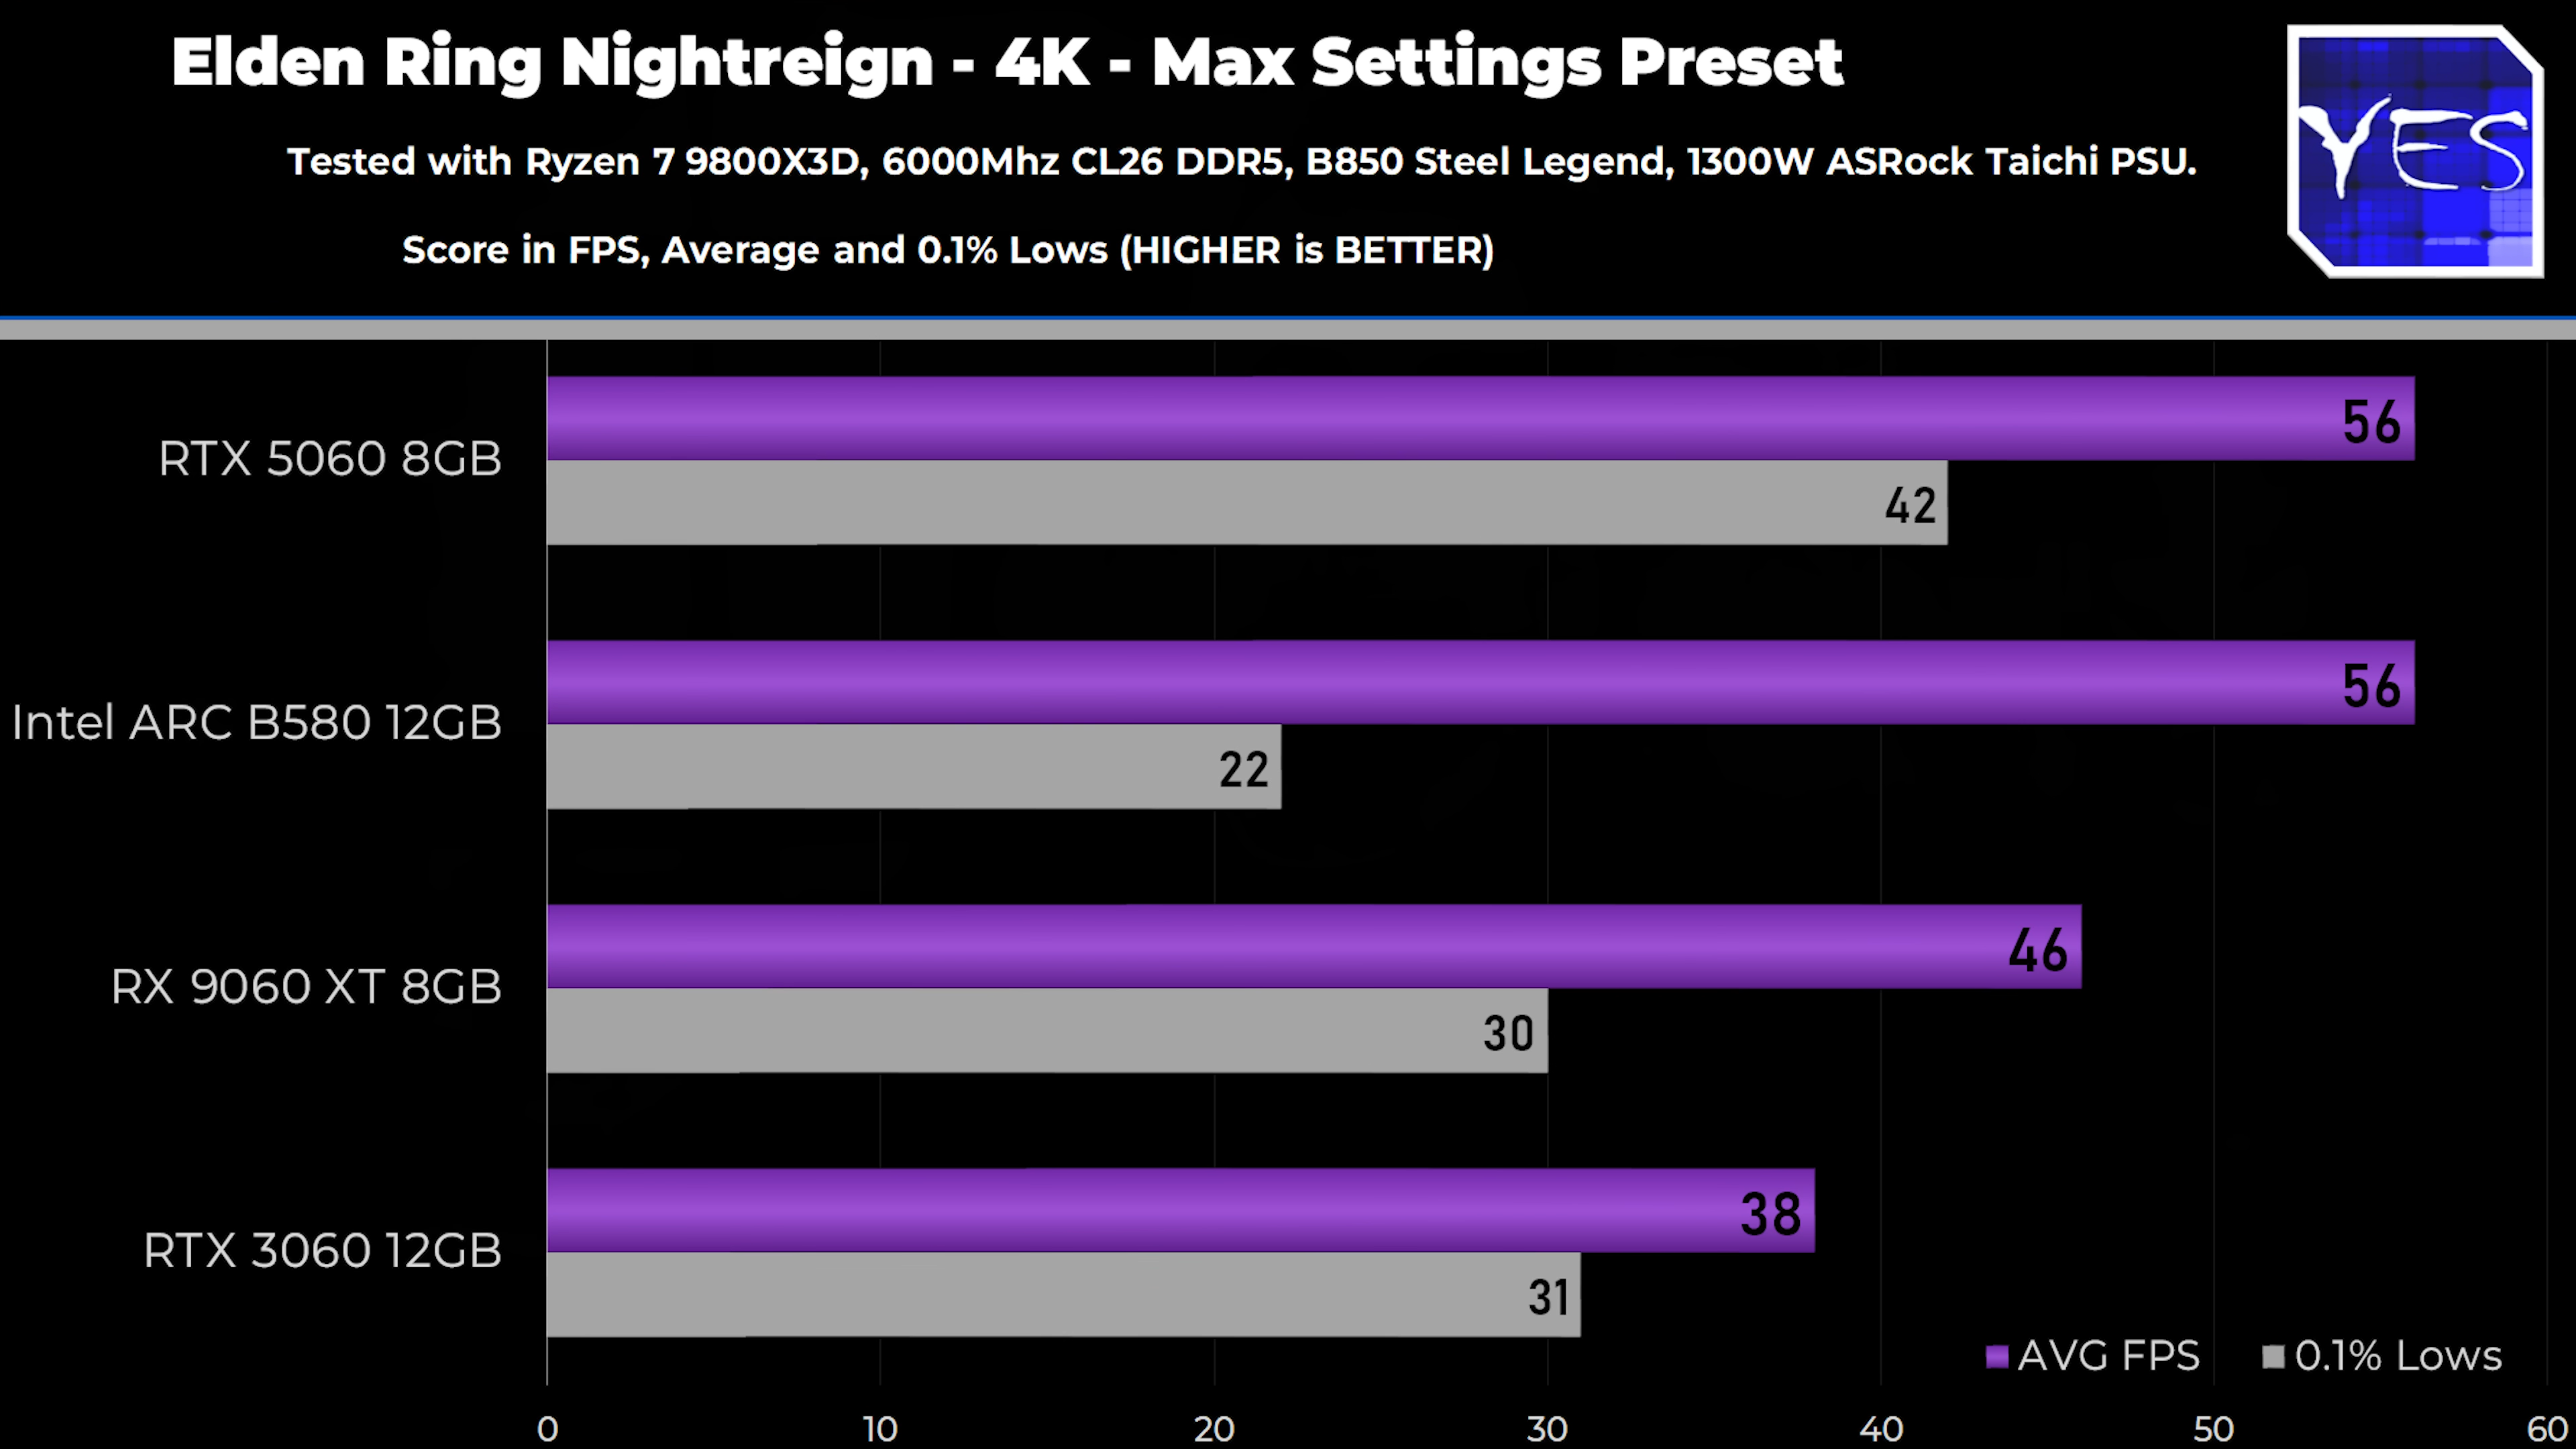 Elden Ring Nightreign - 4K - Max Settings Preset
Tested with Ryzen 7 9800X3D, 6000Mhz CL26 DDR5, B850 Steel Legend, 1300W ASRock Taichi PSU.
Score in FPS, Average and 0.1% Lows (HIGHER is BETTER)
YES
RTX 5060 8GB
56
42
Intel ARC B580 12GB
56
22
RX 9060 XT 8GB
46
30
RTX 3060 12GB
38
31
AVG FPS
0.1% Lows
0 10 20 30 40 50 60